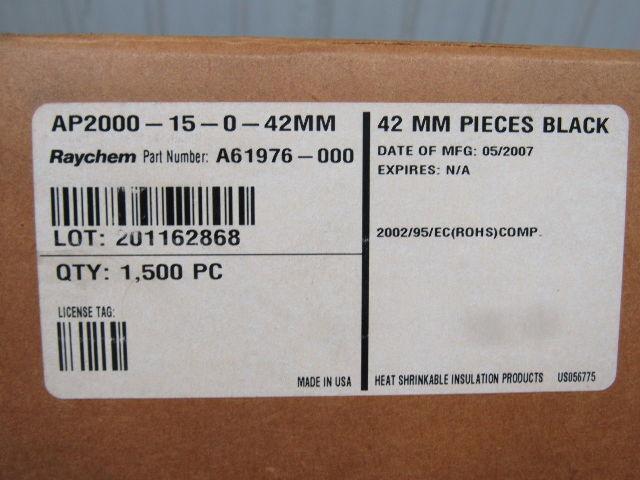 AP2000-15-0-42MM
Raychem Part Number: A61976-000
LOT: 201162868
QTY: 1,500 PC
LICENSE TAG:
MADE IN USA
42 MM PIECES BLACK
DATE OF MFG: 05/2007
EXPIRES: N/A
2002/95/EC(ROHS)COMP.
HEAT SHRINKABLE INSULATION PRODUCTS US056775